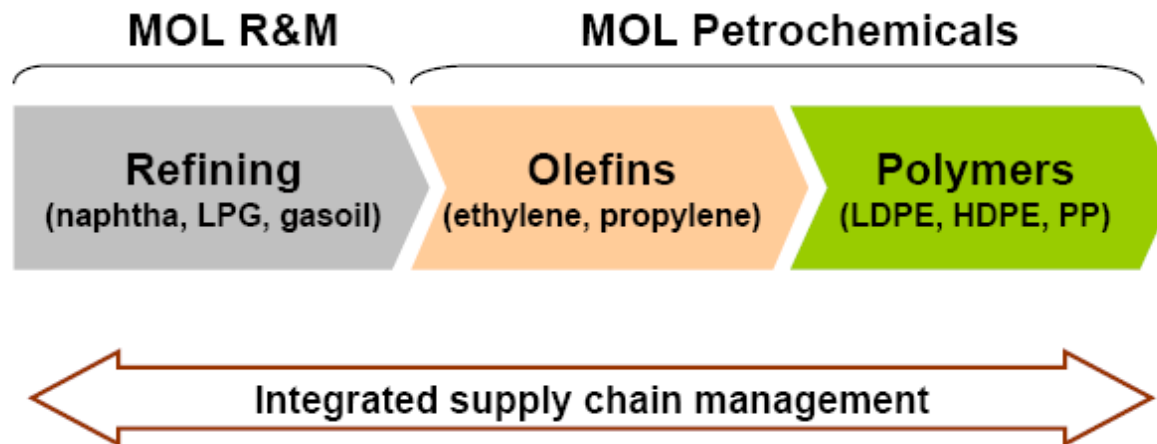 MOL R&M
MOL Petrochemicals
Refining
(naphtha, LPG, gasoil)
Olefins
(ethylene, propylene)
Polymers
(LDPE, HDPE, PP)
Integrated supply chain management